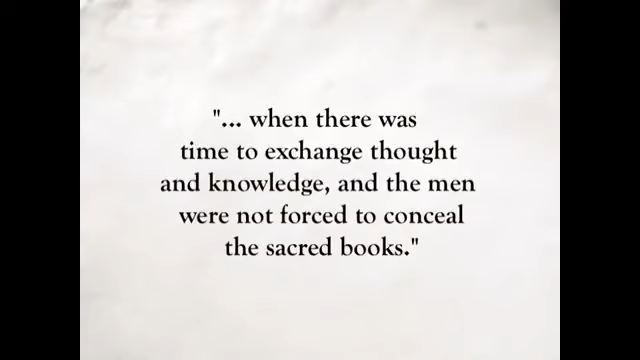 "... when there was
time to exchange thought
and knowledge, and the men
were not forced to conceal
the sacred books."